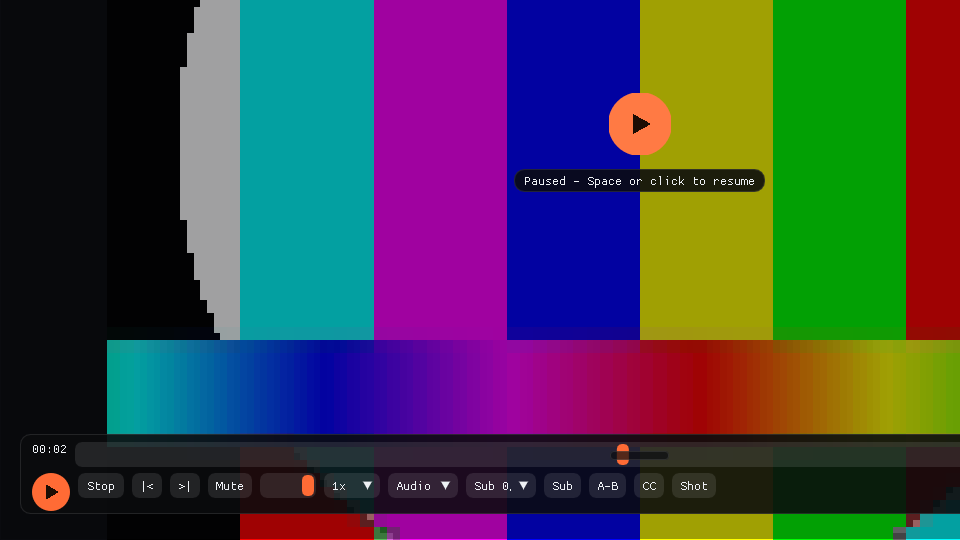 Paused - Space or click to resume
00:02
Stop |< >| Mute 1x Audio Sub 0. Sub A-B CC Shot